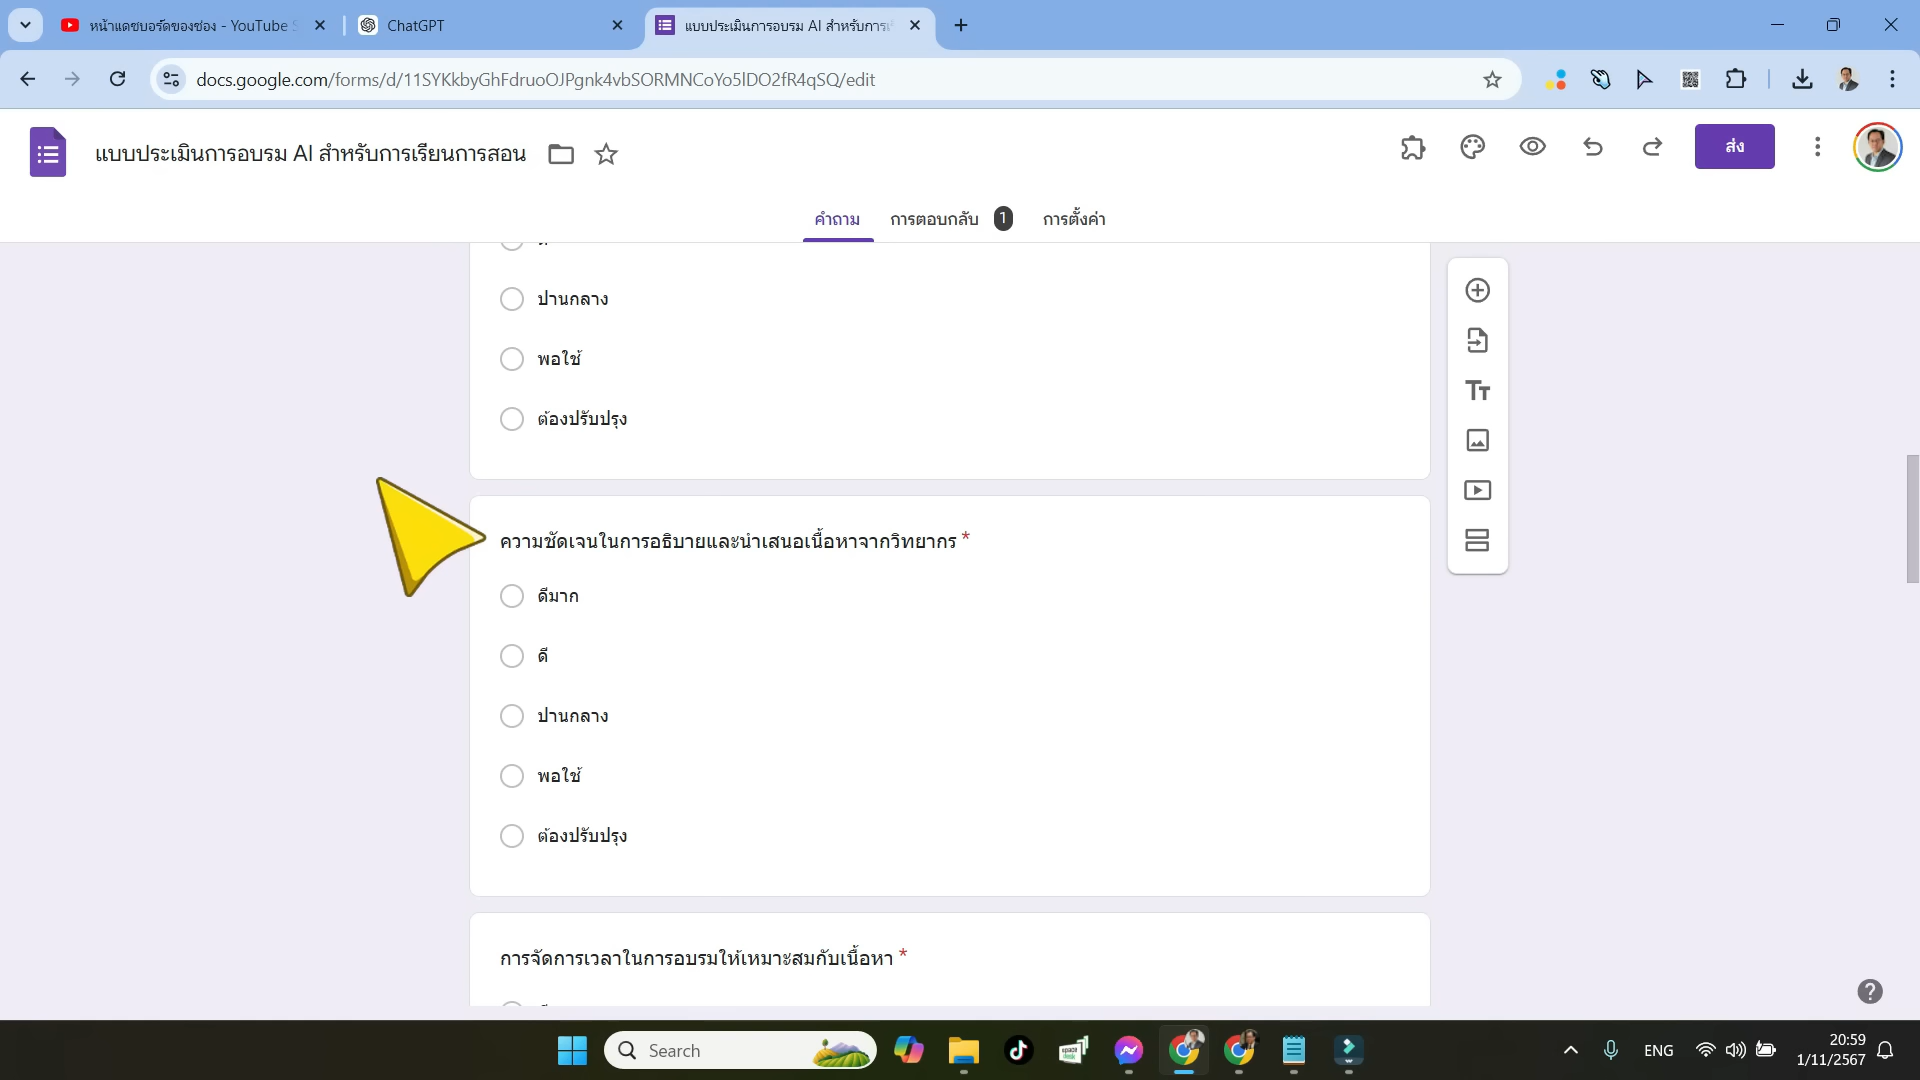 หน้าแดชบอร์ดของช่อง - YouTube
ChatGPT
แบบประเมินการอบรม AI สำหรับการ
docs.google.com/forms/d/11SYKkbyGhFdruoOJPgnk4vbSORMNCoYo5lDO2fR4qSQ/edit
แบบประเมินการอบรม AI สำหรับการเรียนการสอน
ส่ง
คำถาม
การตอบกลับ 1
การตั้งค่า
ปานกลาง
พอใช้
ต้องปรับปรุง
ความชัดเจนในการอธิบายและนำเสนอเนื้อหาจากวิทยากร *
ดีมาก
ดี
ปานกลาง
พอใช้
ต้องปรับปรุง
การจัดการเวลาในการอบรมให้เหมาะสมกับเนื้อหา *
Search
ENG
20:59
1/11/2567